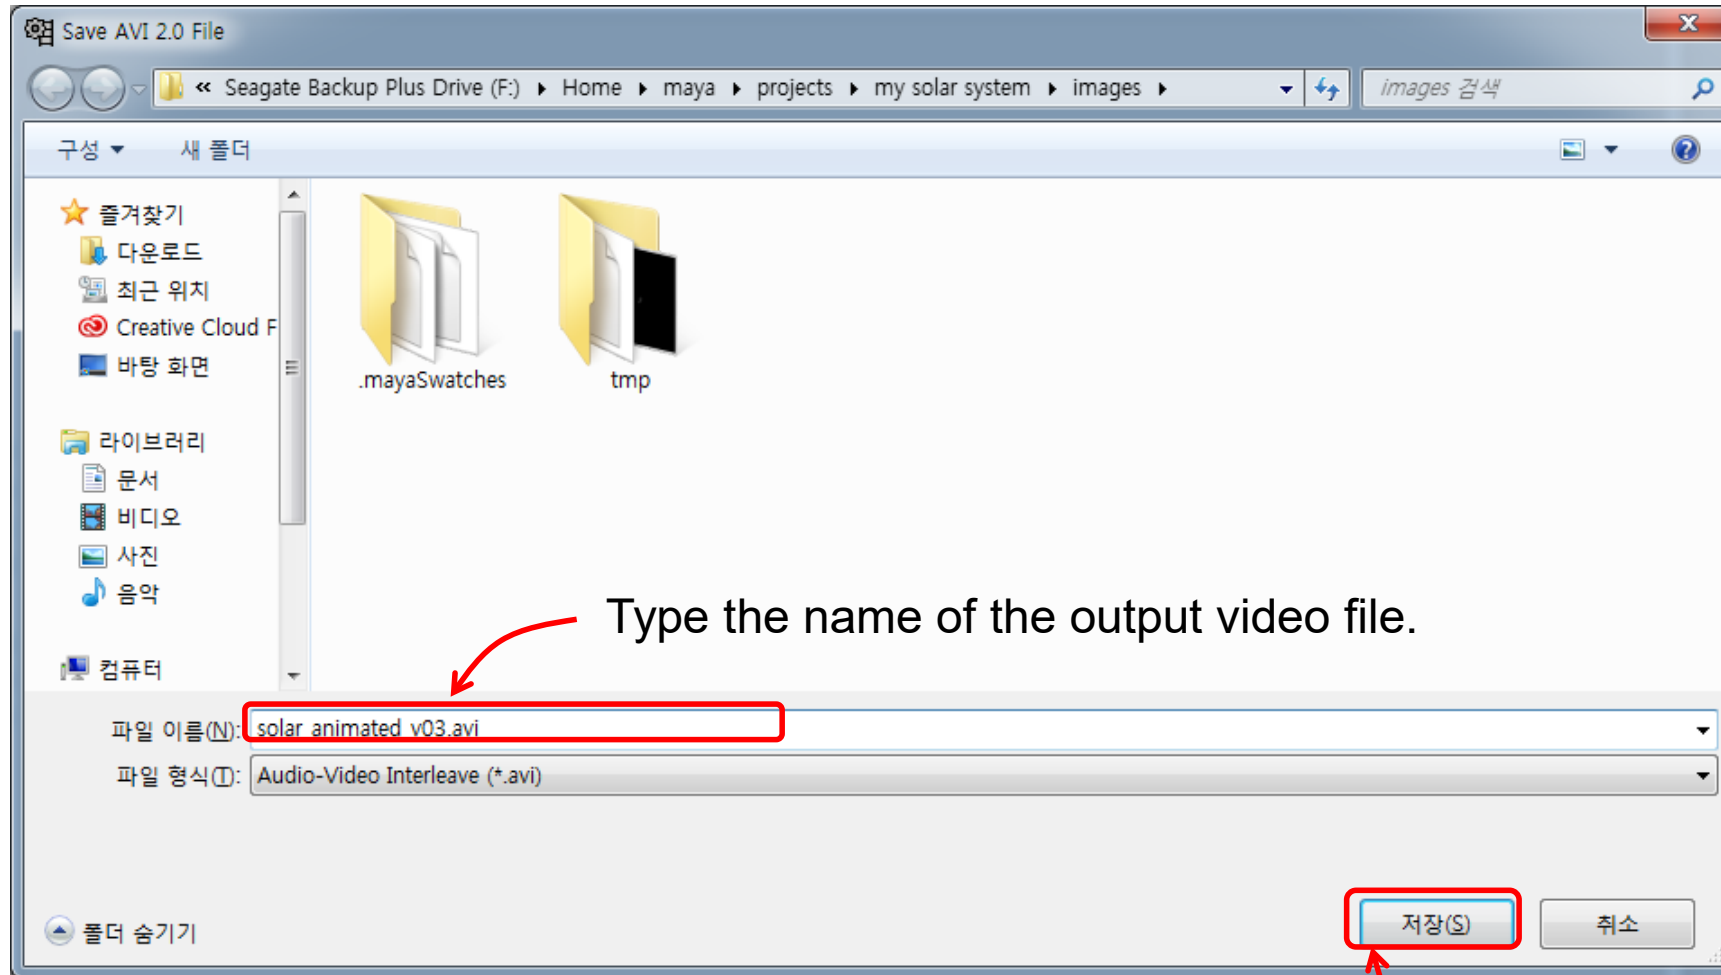 Save AVI 2.0 File
« Seagate Backup Plus Drive (F:) ▸ Home ▸ maya ▸ projects ▸ my solar system ▸ images ▸
images 검색
구성 새 폴더
즐겨찾기
다운로드
최근 위치
Creative Cloud F
바탕 화면
라이브러리
문서
비디오
사진
음악
컴퓨터
.mayaSwatches
tmp
Type the name of the output video file.
파일 이름(N): solar_animated_v03.avi
파일 형식(T): Audio-Video Interleave (*.avi)
폴더 숨기기
저장(S)
취소